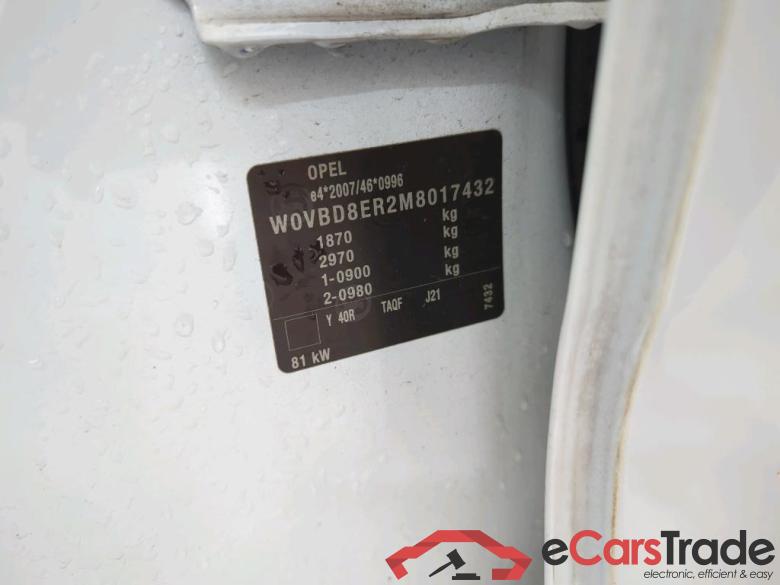 OPEL
e4*2007/46*0996
W0VBD8ER2M8017432
1870 kg
2970 kg
1-0900 kg
2-0980 kg
Y 40R TAQF J21
7432
81 kW
eCarsTrade
electronic, efficient & easy